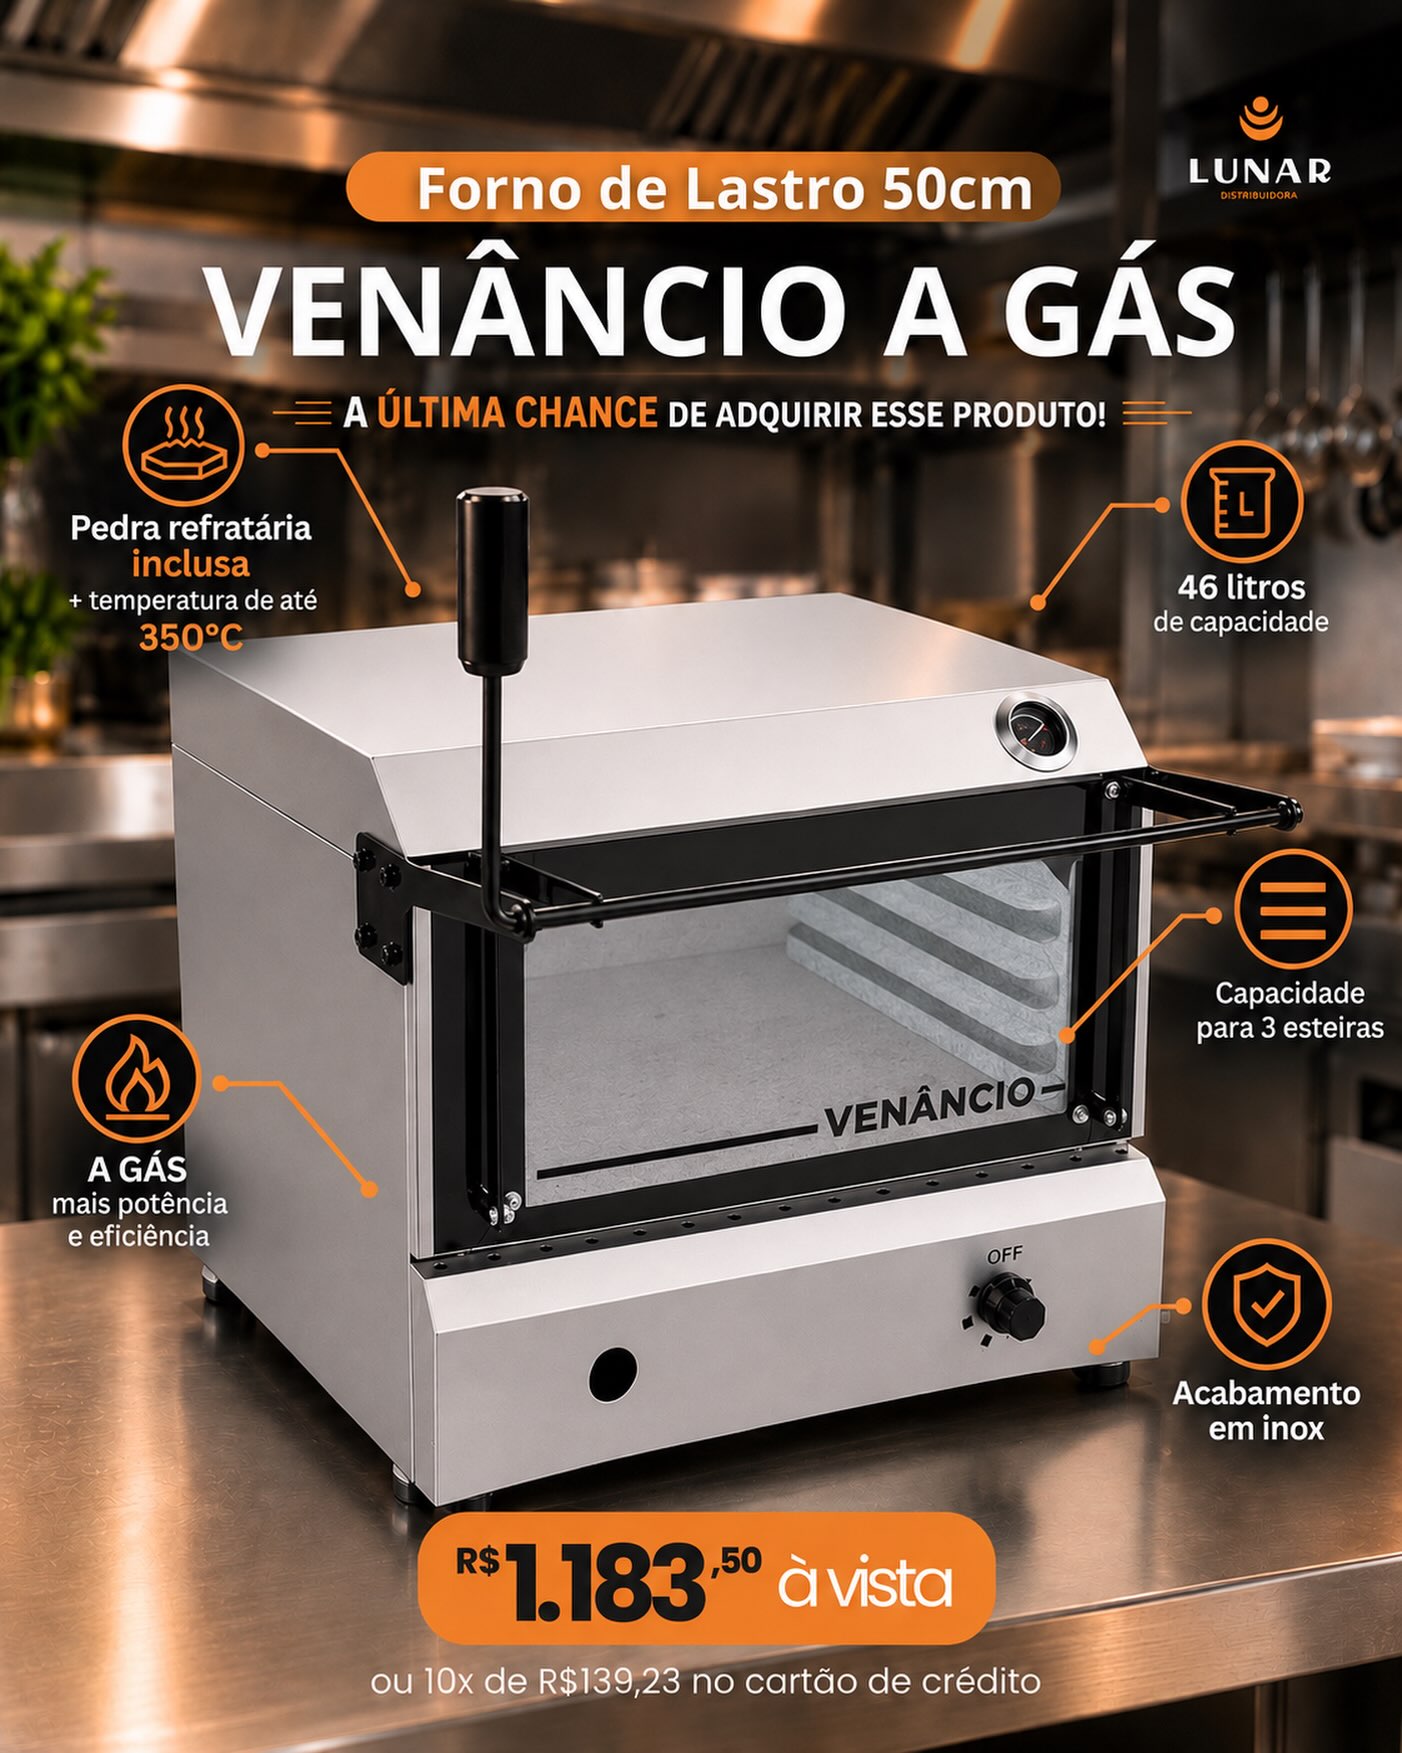 LUNAR
DISTRIBUIDORA
Forno de Lastro 50cm
VENÂNCIO A GÁS
A ÚLTIMA CHANCE DE ADQUIRIR ESSE PRODUTO!
Pedra refratária
inclusa
+ temperatura de até
350°C
L
46 litros
de capacidade
Capacidade
para 3 esteiras
VENÂNCIO
A GÁS
mais potência
e eficiência
OFF
Acabamento
em inox
R$1.183,50 à vista
ou 10x de R$139,23 no cartão de crédito